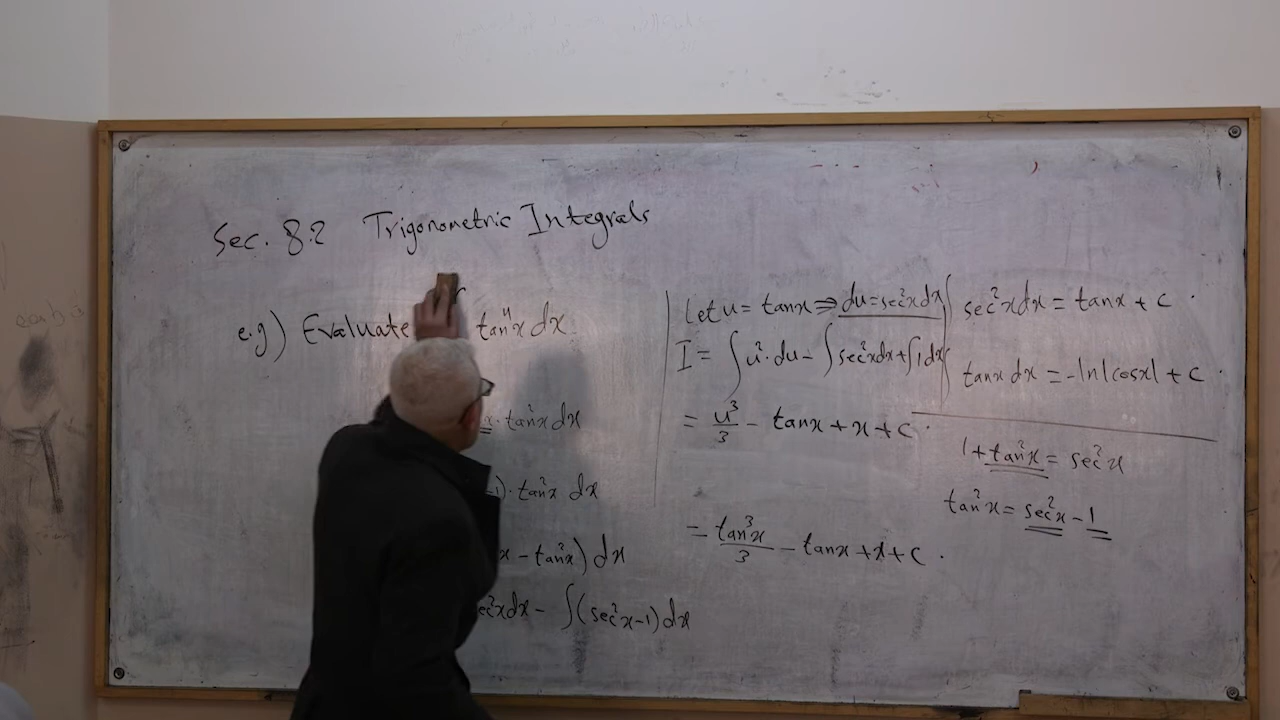 Sec. 8.2 Trigonometric Integrals
e.g) Evaluate tan⁴x dx
x · tan²x dx
-1) · tan²x dx
x - tan²x) dx
sec²x dx - ∫(sec²x-1) dx
Let u = tanx ⇒ du = sec²x dx
I = ∫u² · du - ∫sec²x dx + ∫1 dx
= u³/3 - tanx + x + c .
= tan³x/3 - tanx + x + c .
∫ sec²x dx = tanx + c .
tanx dx = -ln|cosx| + c .
1 + tan²x = sec²x
tan²x = sec²x - 1